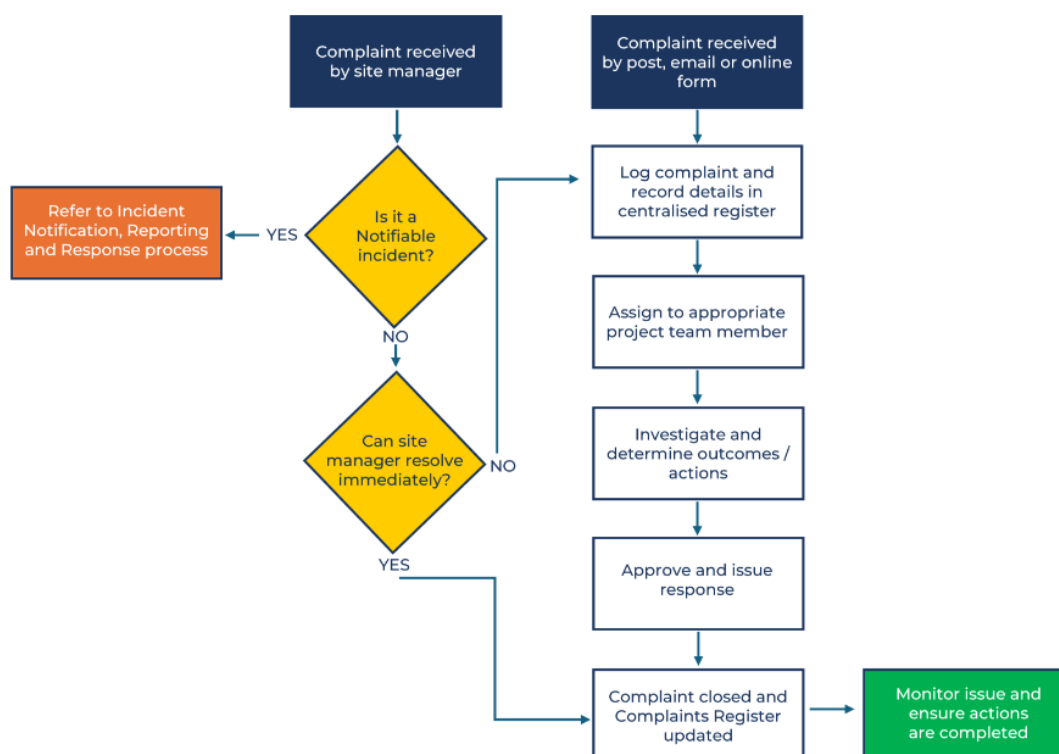 Complaint received
by site manager
Complaint received
by post, email or online
form
Is it a
Notifiable
incident?
YES
Refer to Incident
Notification, Reporting
and Response process
NO
Can site
manager resolve
immediately?
NO
YES
Log complaint and
record details in
centralised register
Assign to appropriate
project team member
Investigate and
determine outcomes /
actions
Approve and issue
response
Complaint closed and
Complaints Register
updated
Monitor issue and
ensure actions
are completed